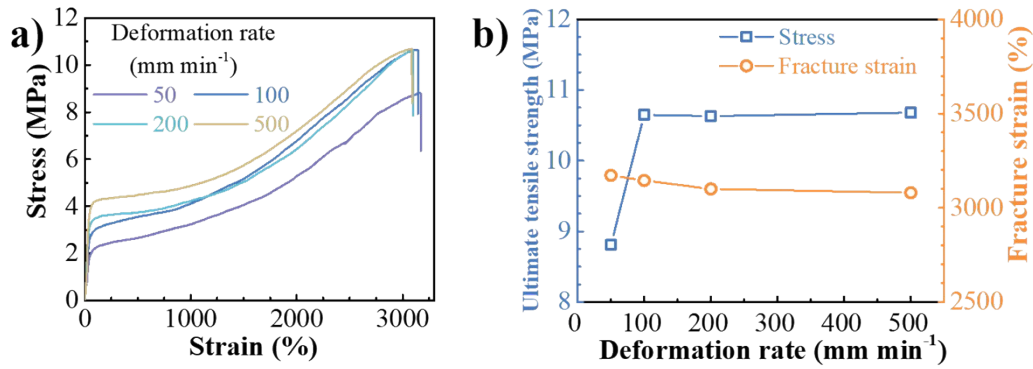 a)
Deformation rate
(mm min⁻¹)
50 100
200 500
Stress (MPa)
12
10
8
6
4
2
0
0 1000 2000 3000
Strain (%)
b)
Stress
Fracture strain
Ultimate tensile strength (MPa)
12
11
10
9
8
Fracture strain (%)
4000
3500
3000
2500
0 100 200 300 400 500
Deformation rate (mm min⁻¹)